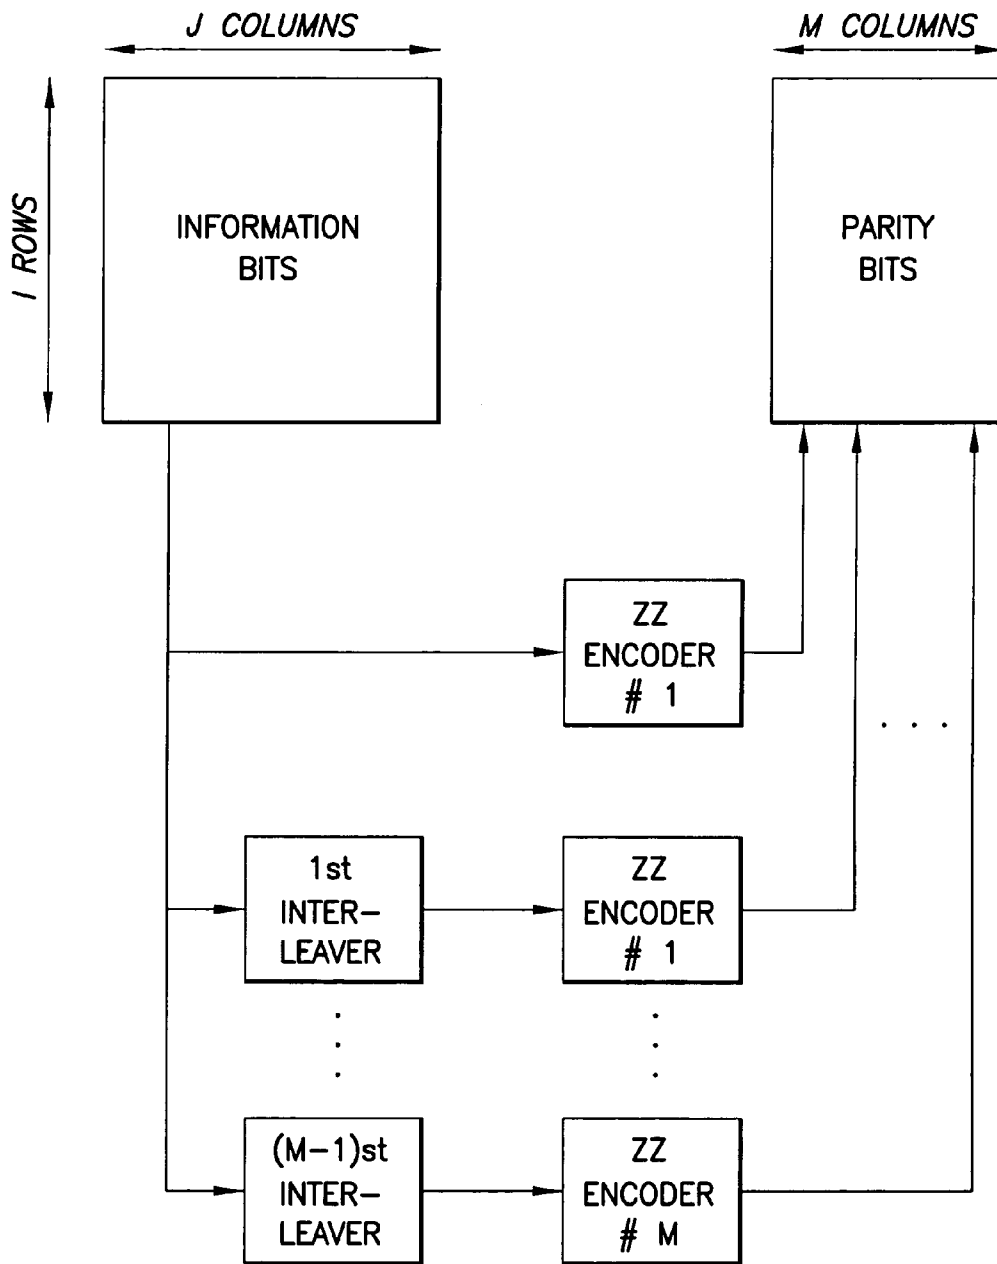 J COLUMNS
M COLUMNS
I ROWS
INFORMATION
BITS
PARITY
BITS
ZZ
ENCODER
# 1
. . .
1st
INTER-
LEAVER
ZZ
ENCODER
# 1
(M-1)st
INTER-
LEAVER
ZZ
ENCODER
# M